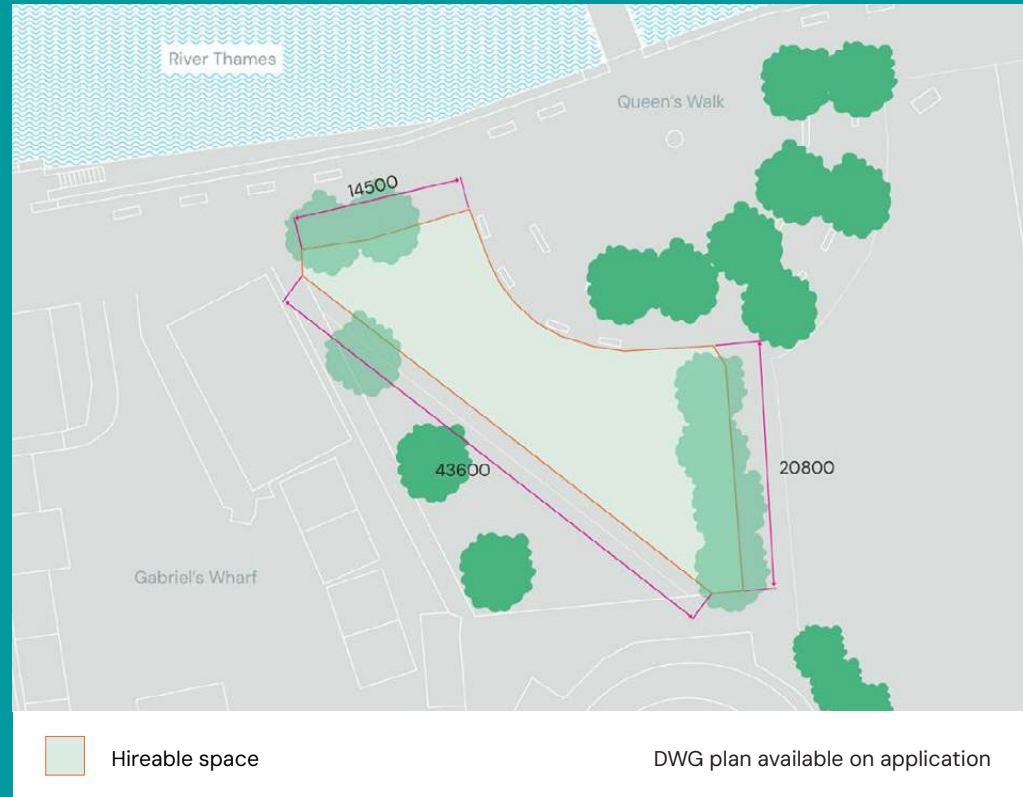 River Thames
Queen's Walk
14500
43600
20800
Gabriel's Wharf
Hireable space
DWG plan available on application